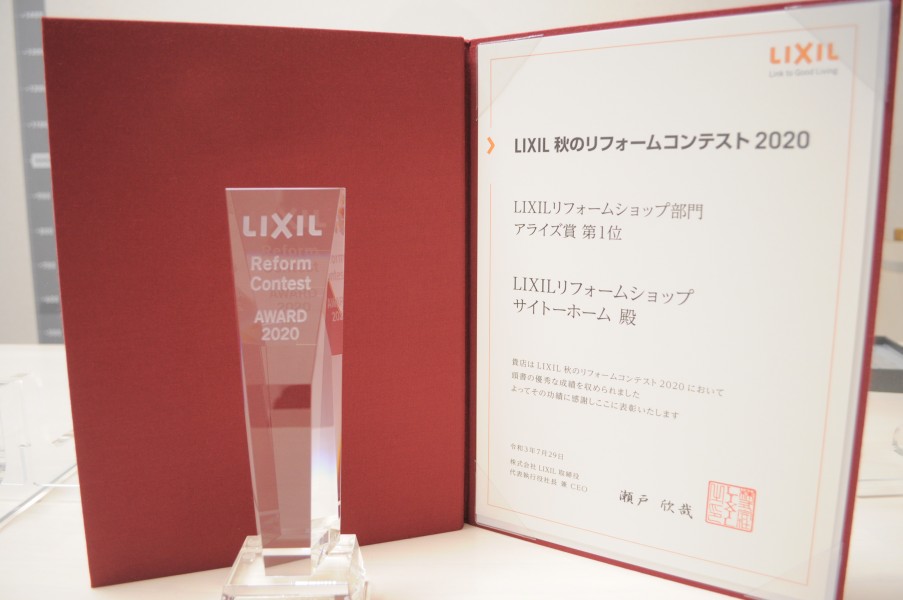 LIXIL
Reform
Contest
AWARD
2020
LIXIL
Link to Good Living
LIXIL 秋のリフォームコンテスト 2020
LIXILリフォームショップ部門
アライズ賞 第1位
LIXILリフォームショップ
サイトーホーム 殿
貴店は LIXIL 秋のリフォームコンテスト2020において
頭書の優秀な成績を収められました
よってその功績に感謝しここに表彰いたします
令和3年7月29日
株式会社 LIXIL 取締役
代表執行役社長 兼 CEO
瀬戸 欣哉